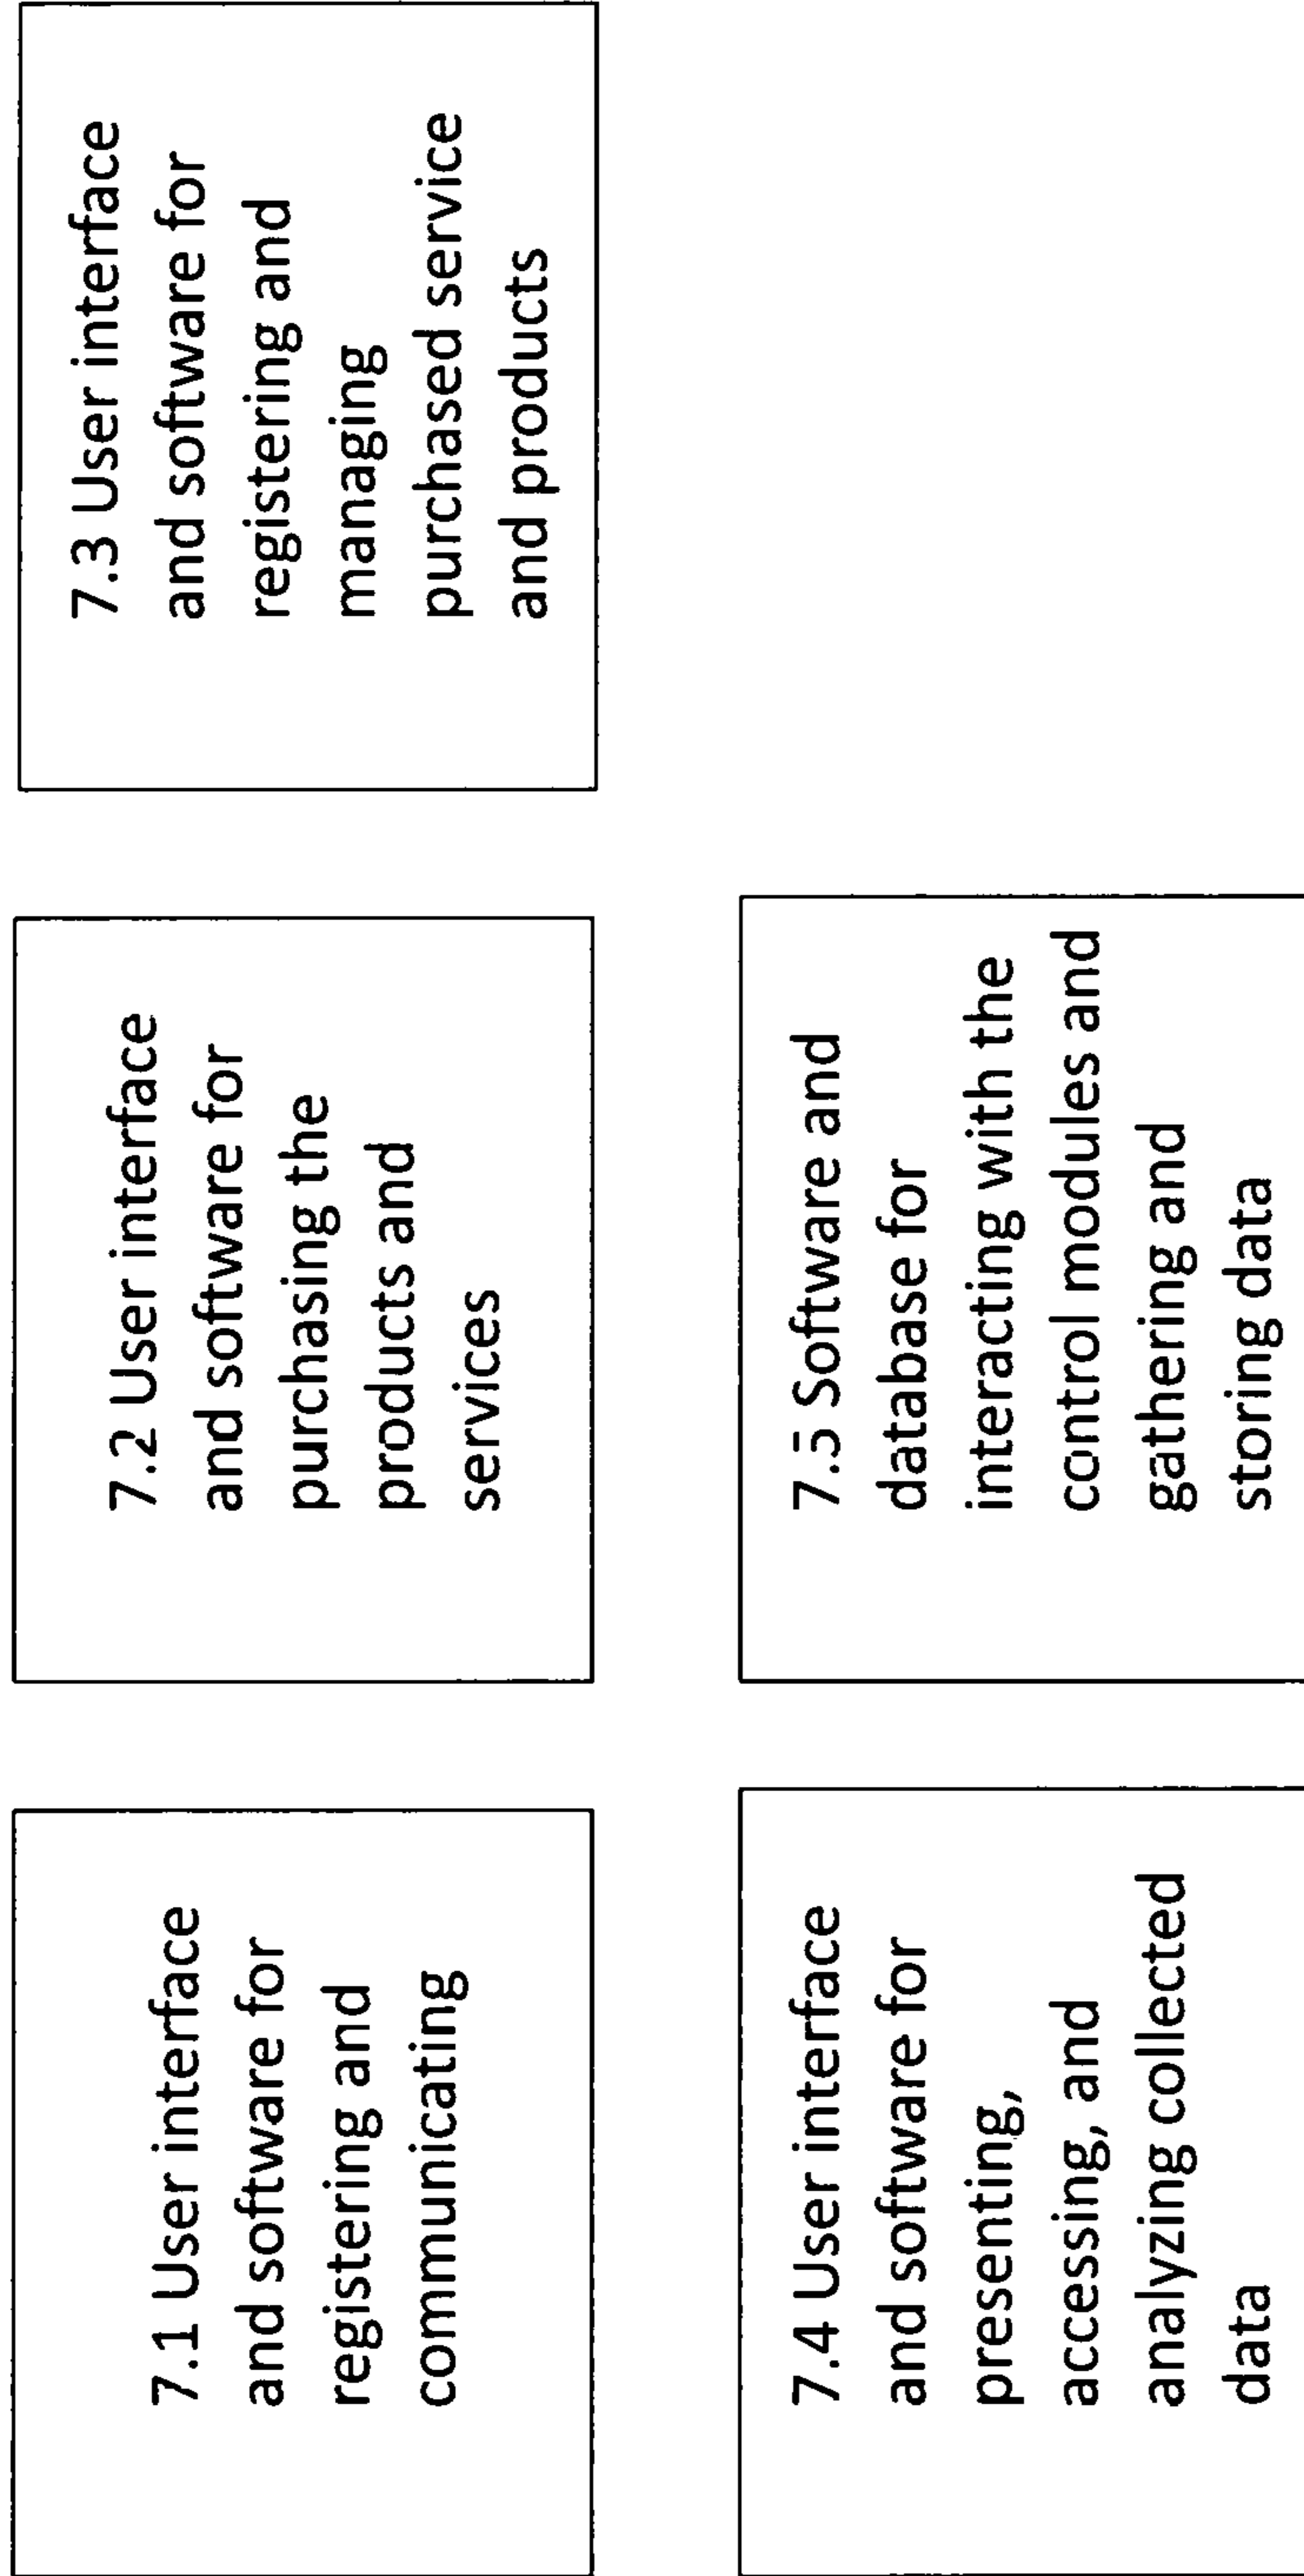 7.1 User interface
and software for
registering and
communicating
7.2 User interface
and software for
purchasing the
products and
services
7.3 User interface
and software for
registering and
managing
purchased service
and products
7.4 User interface
and software for
presenting,
accessing, and
analyzing collected
data
7.5 Software and
database for
interacting with the
control modules and
gathering and
storing data